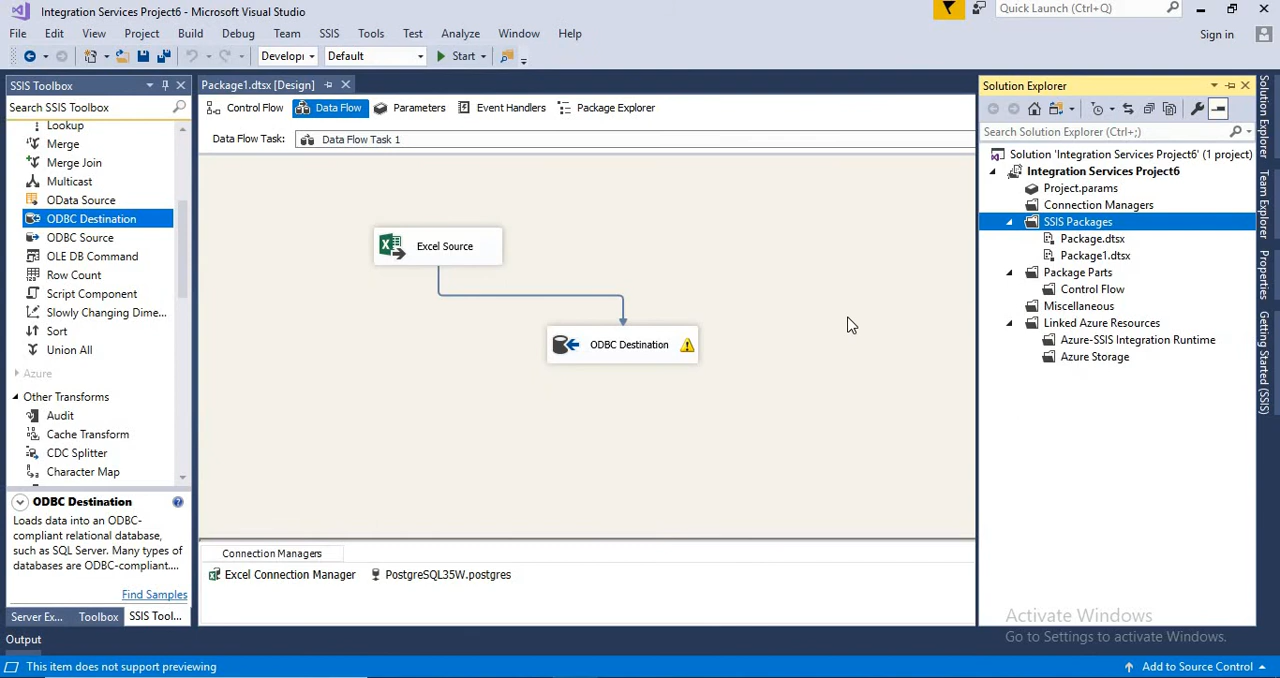 Integration Services Project6 - Microsoft Visual Studio
Quick Launch (Ctrl+Q)
File Edit View Project Build Debug Team SSIS Tools Test Analyze Window Help
Sign in
Developi Default Start
SSIS Toolbox
Search SSIS Toolbox
Lookup
Merge
Merge Join
Multicast
OData Source
ODBC Destination
ODBC Source
OLE DB Command
Row Count
Script Component
Slowly Changing Dime...
Sort
Union All
Azure
Other Transforms
Audit
Cache Transform
CDC Splitter
Character Map
ODBC Destination
Loads data into an ODBC-
compliant relational database,
such as SQL Server. Many types of
databases are ODBC-compliant....
Find Samples
Server Ex... Toolbox SSIS Tool...
Output
This item does not support previewing
Package1.dtsx [Design]
Control Flow Data Flow Parameters Event Handlers Package Explorer
Data Flow Task: Data Flow Task 1
Excel Source
ODBC Destination
Connection Managers
Excel Connection Manager PostgreSQL35W.postgres
Solution Explorer
Search Solution Explorer (Ctrl+;)
Solution 'Integration Services Project6' (1 project)
Integration Services Project6
Project.params
Connection Managers
SSIS Packages
Package.dtsx
Package1.dtsx
Package Parts
Control Flow
Miscellaneous
Linked Azure Resources
Azure-SSIS Integration Runtime
Azure Storage
Activate Windows
Go to Settings to activate Windows.
Solution Explorer
Team Explorer
Properties
Getting Started (SSIS)
Add to Source Control